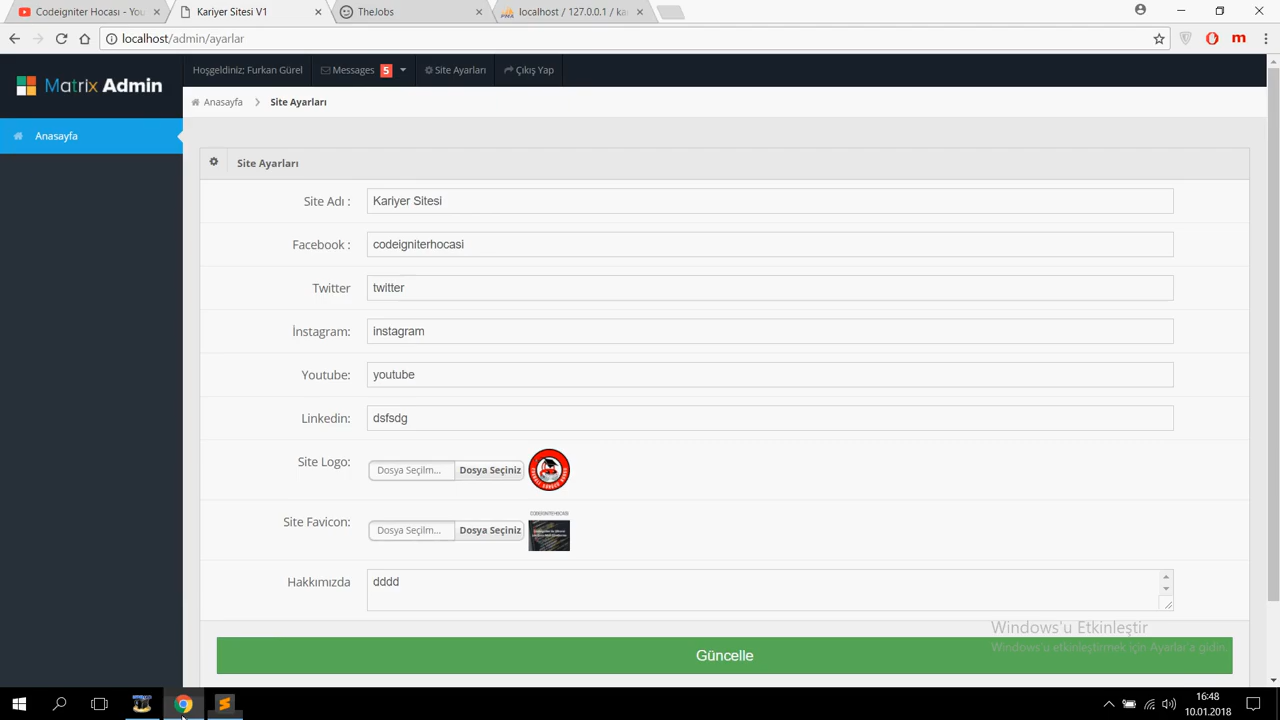 Codeigniter Hocası - You
Kariyer Sitesi V1
TheJobs
localhost / 127.0.0.1 / ka
localhost/admin/ayarlar
Matrix Admin
Hoşgeldiniz; Furkan Gürel
Messages 5
Site Ayarları
Çıkış Yap
Anasayfa
Anasayfa
Site Ayarları
Site Ayarları
Site Adı :
Kariyer Sitesi
Facebook :
codeigniterhocasi
Twitter
twitter
İnstagram:
instagram
Youtube:
youtube
Linkedin:
dsfsdg
Site Logo:
Dosya Seçilm...
Dosya Seçiniz
Site Favicon:
Dosya Seçilm...
Dosya Seçiniz
CODEIGNITER HOCASI
Hakkımızda
dddd
Windows'u Etkinleştir
Windows'u etkinleştirmek için Ayarlar'a gidin.
Güncelle
16:48
10.01.2018